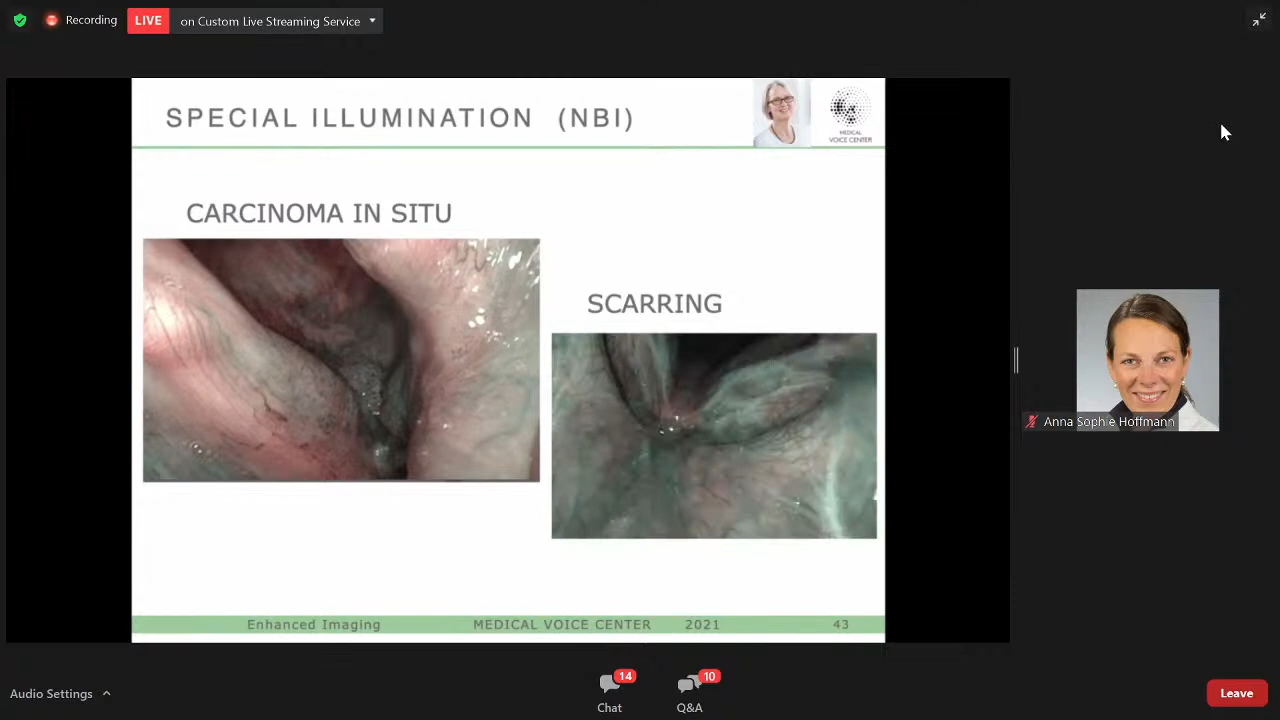 Recording
LIVE
on Custom Live Streaming Service
SPECIAL ILLUMINATION (NBI)
MEDICAL
VOICE CENTER
CARCINOMA IN SITU
SCARRING
Anna Sophie Hoffmann
Enhanced Imaging MEDICAL VOICE CENTER 2021 43
Audio Settings
14
Chat
10
Q&A
Leave